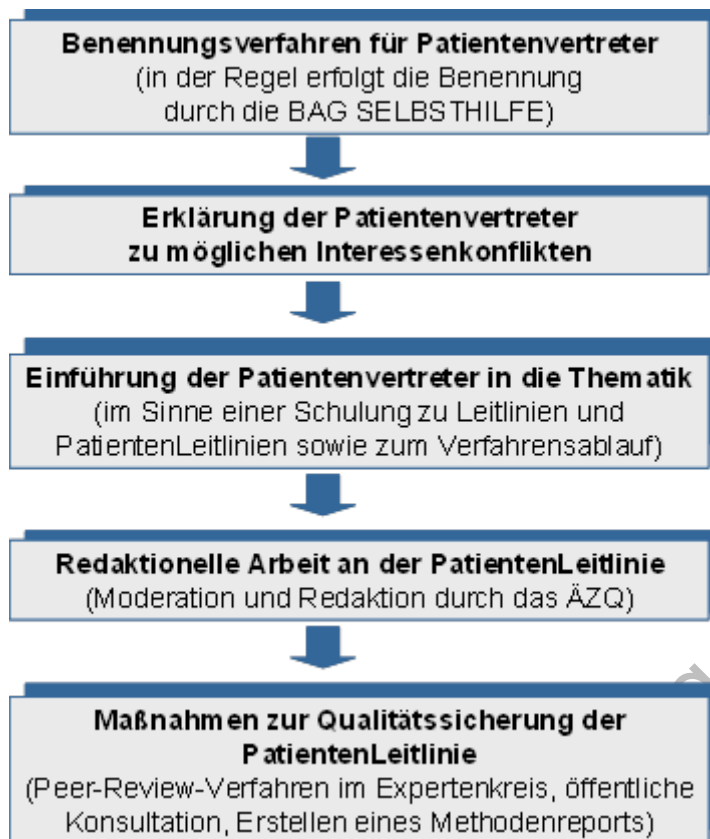 Benennungsverfahren für Patientenvertreter
(in der Regel erfolgt die Benennung
durch die BAG SELBSTHILFE)
Erklärung der Patientenvertreter
zu möglichen Interessenkonflikten
Einführung der Patientenvertreter in die Thematik
(im Sinne einer Schulung zu Leitlinien und
PatientenLeitlinien sowie zum Verfahrensablauf)
Redaktionelle Arbeit an der PatientenLeitlinie
(Moderation und Redaktion durch das ÄZQ)
Maßnahmen zur Qualitätssicherung der
PatientenLeitlinie
(Peer-Review-Verfahren im Expertenkreis, öffentliche
Konsultation, Erstellen eines Methodenreports)